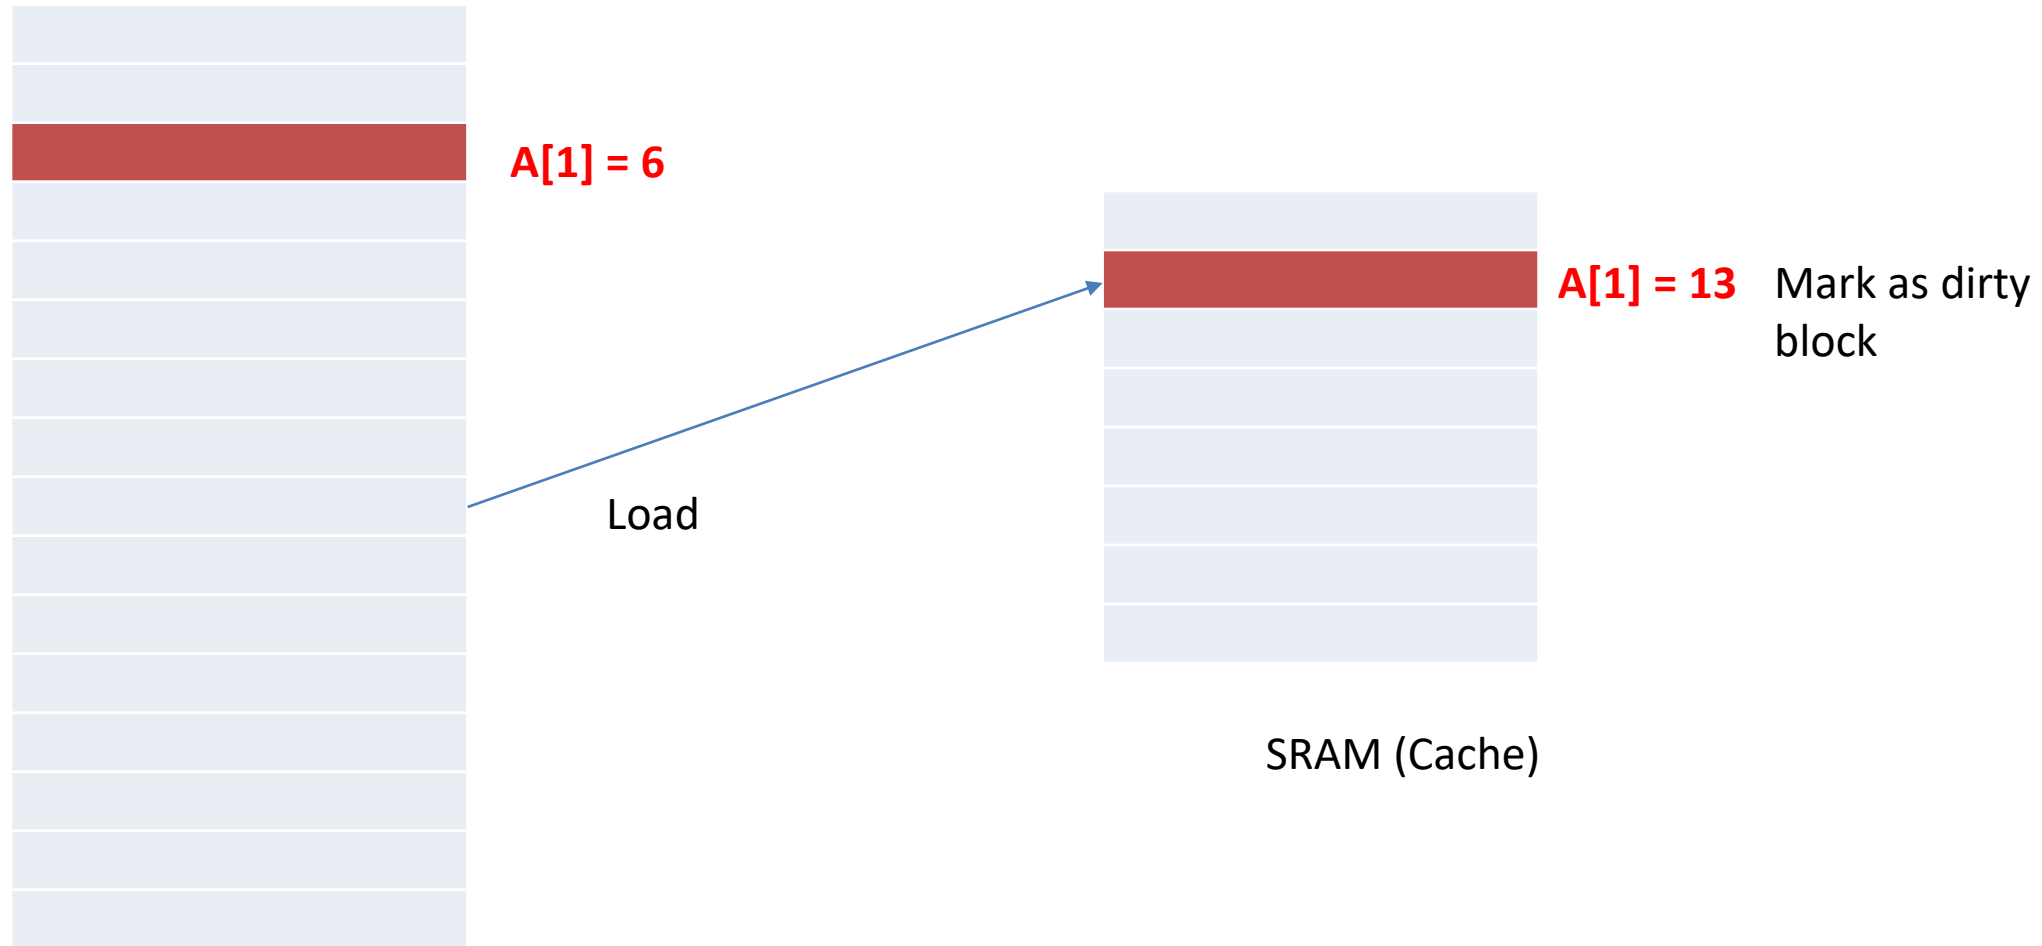 A[1] = 6
A[1] = 13
Mark as dirty
block
Load
SRAM (Cache)